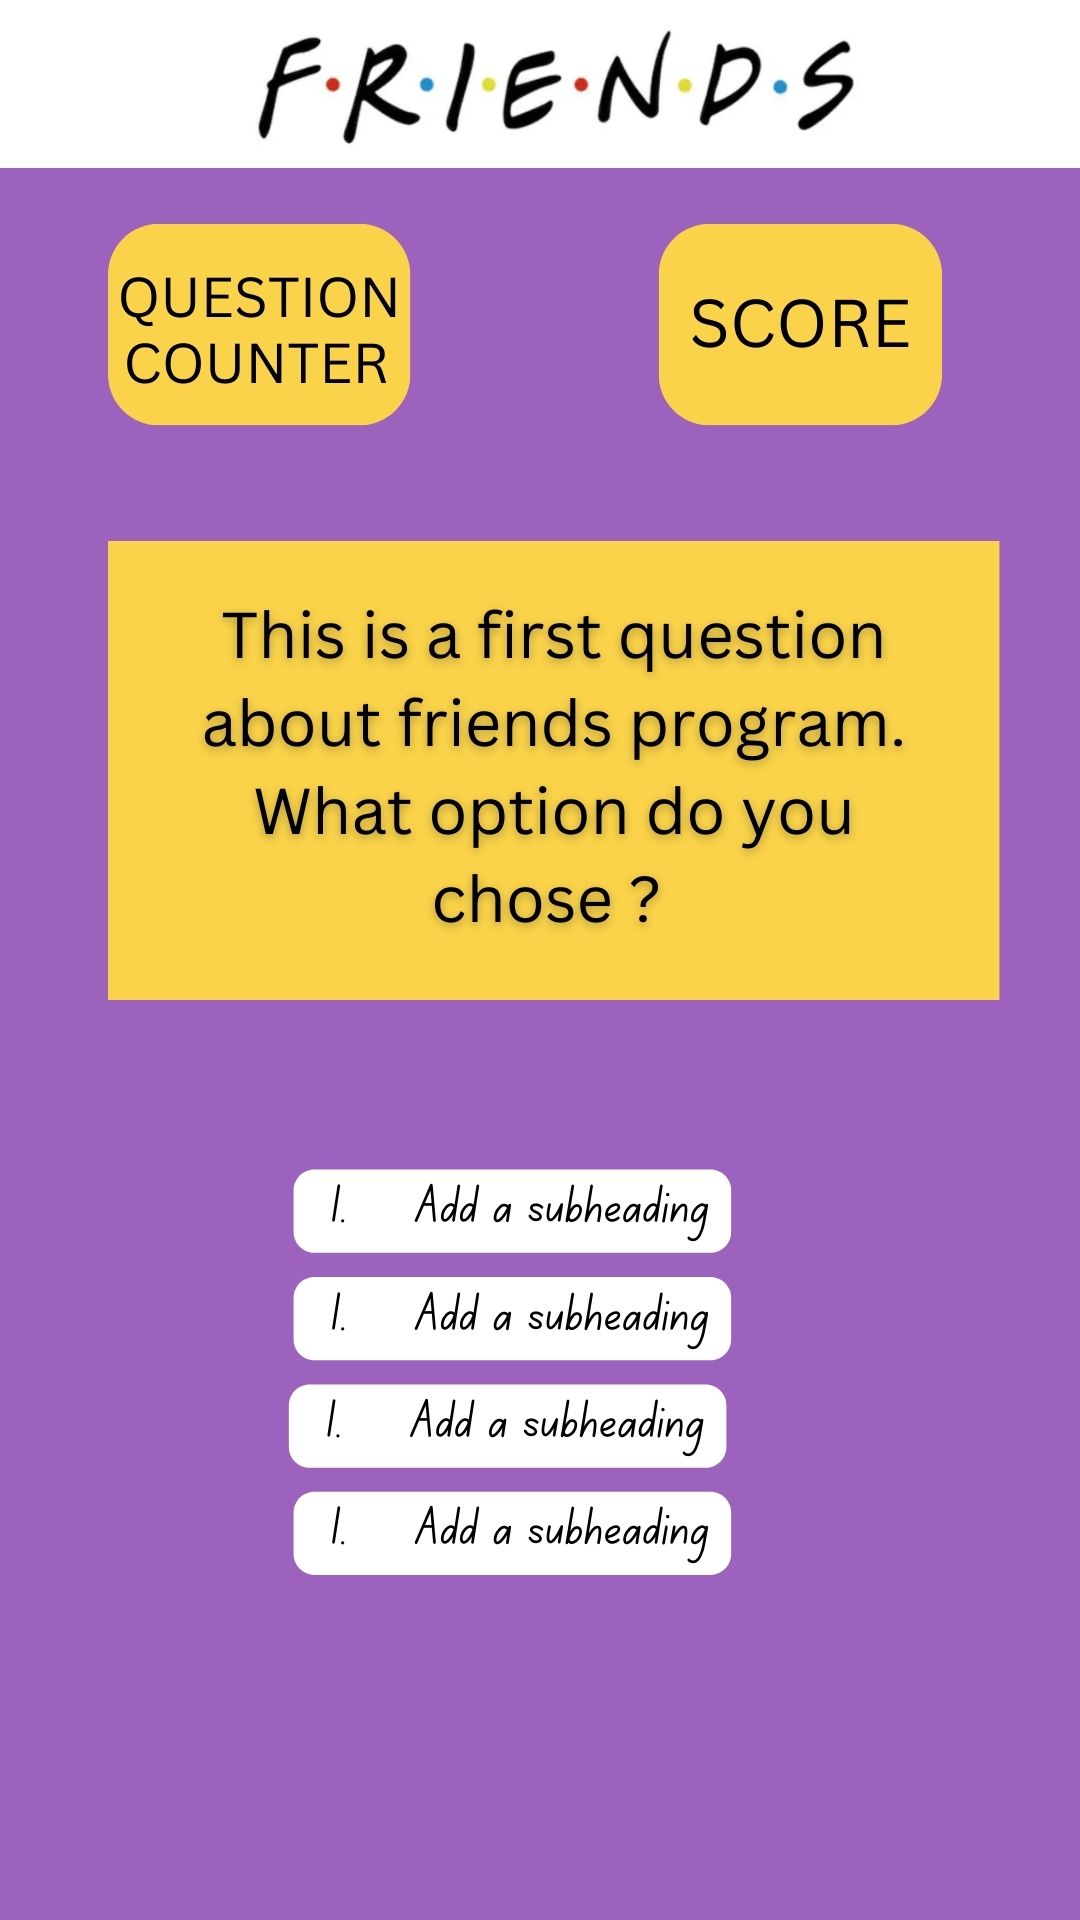 F·R·I·E·N·D·S
QUESTION
COUNTER
SCORE
This is a first question
about friends program.
What option do you
chose ?
1. Add a subheading
1. Add a subheading
1. Add a subheading
1. Add a subheading